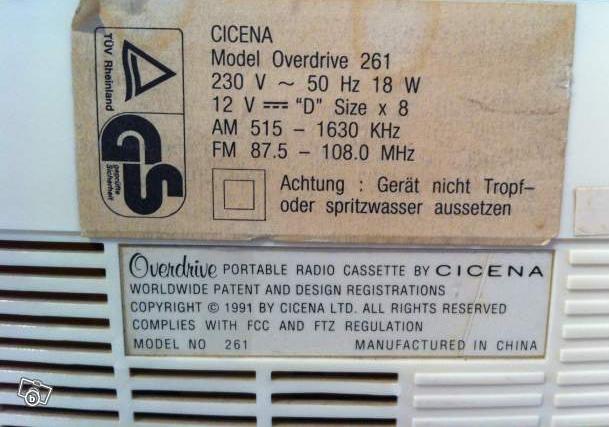 TÜV Rheinland
GS
geprüfte
Sicherheit
CICENA
Model Overdrive 261
230 V ~ 50 Hz 18 W
12 V ⎓ "D" Size x 8
AM 515 – 1630 KHz
FM 87.5 – 108.0 MHz
Achtung : Gerät nicht Tropf–
oder spritzwasser aussetzen
Overdrive PORTABLE RADIO CASSETTE BY CICENA
WORLDWIDE PATENT AND DESIGN REGISTRATIONS
COPYRIGHT © 1991 BY CICENA LTD. ALL RIGHTS RESERVED
COMPLIES WITH FCC AND FTZ REGULATION
MODEL NO 261 MANUFACTURED IN CHINA